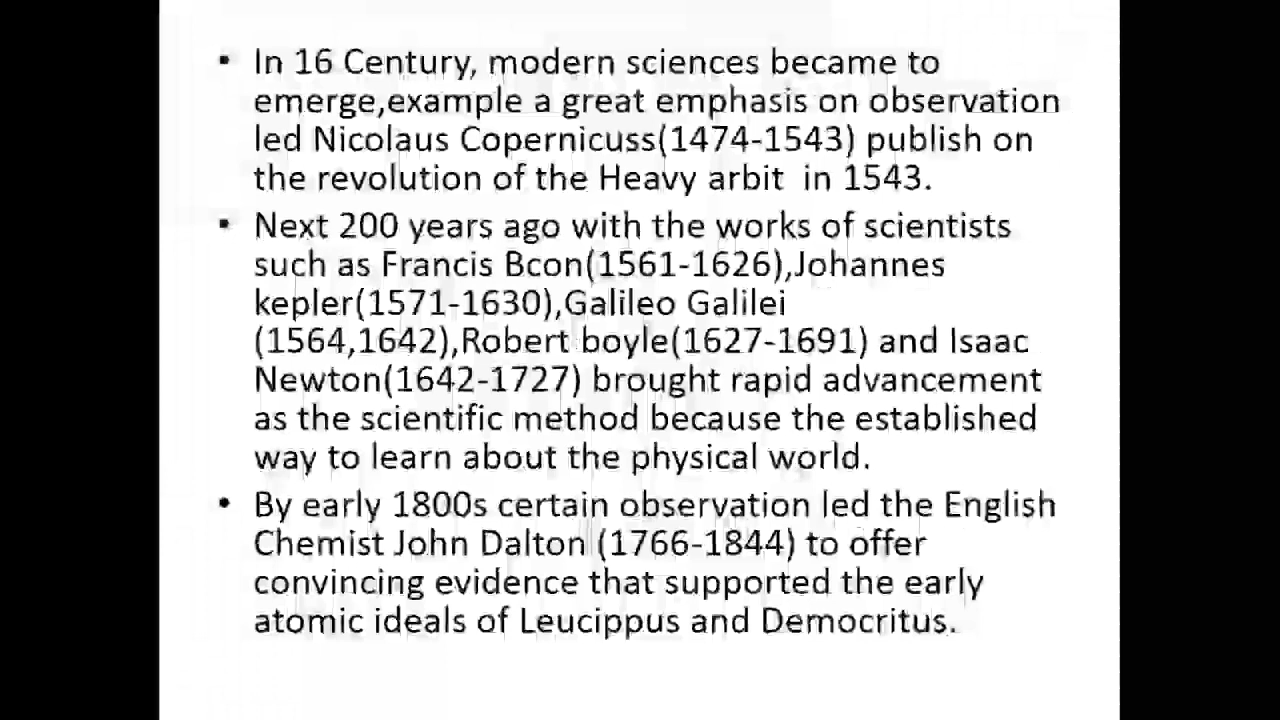 • In 16 Century, modern sciences became to
emerge,example a great emphasis on observation
led Nicolaus Copernicuss(1474-1543) publish on
the revolution of the Heavy arbit in 1543.
• Next 200 years ago with the works of scientists
such as Francis Bcon(1561-1626),Johannes
kepler(1571-1630),Galileo Galilei
(1564,1642),Robert boyle(1627-1691) and Isaac
Newton(1642-1727) brought rapid advancement
as the scientific method because the established
way to learn about the physical world.
• By early 1800s certain observation led the English
Chemist John Dalton (1766-1844) to offer
convincing evidence that supported the early
atomic ideals of Leucippus and Democritus.